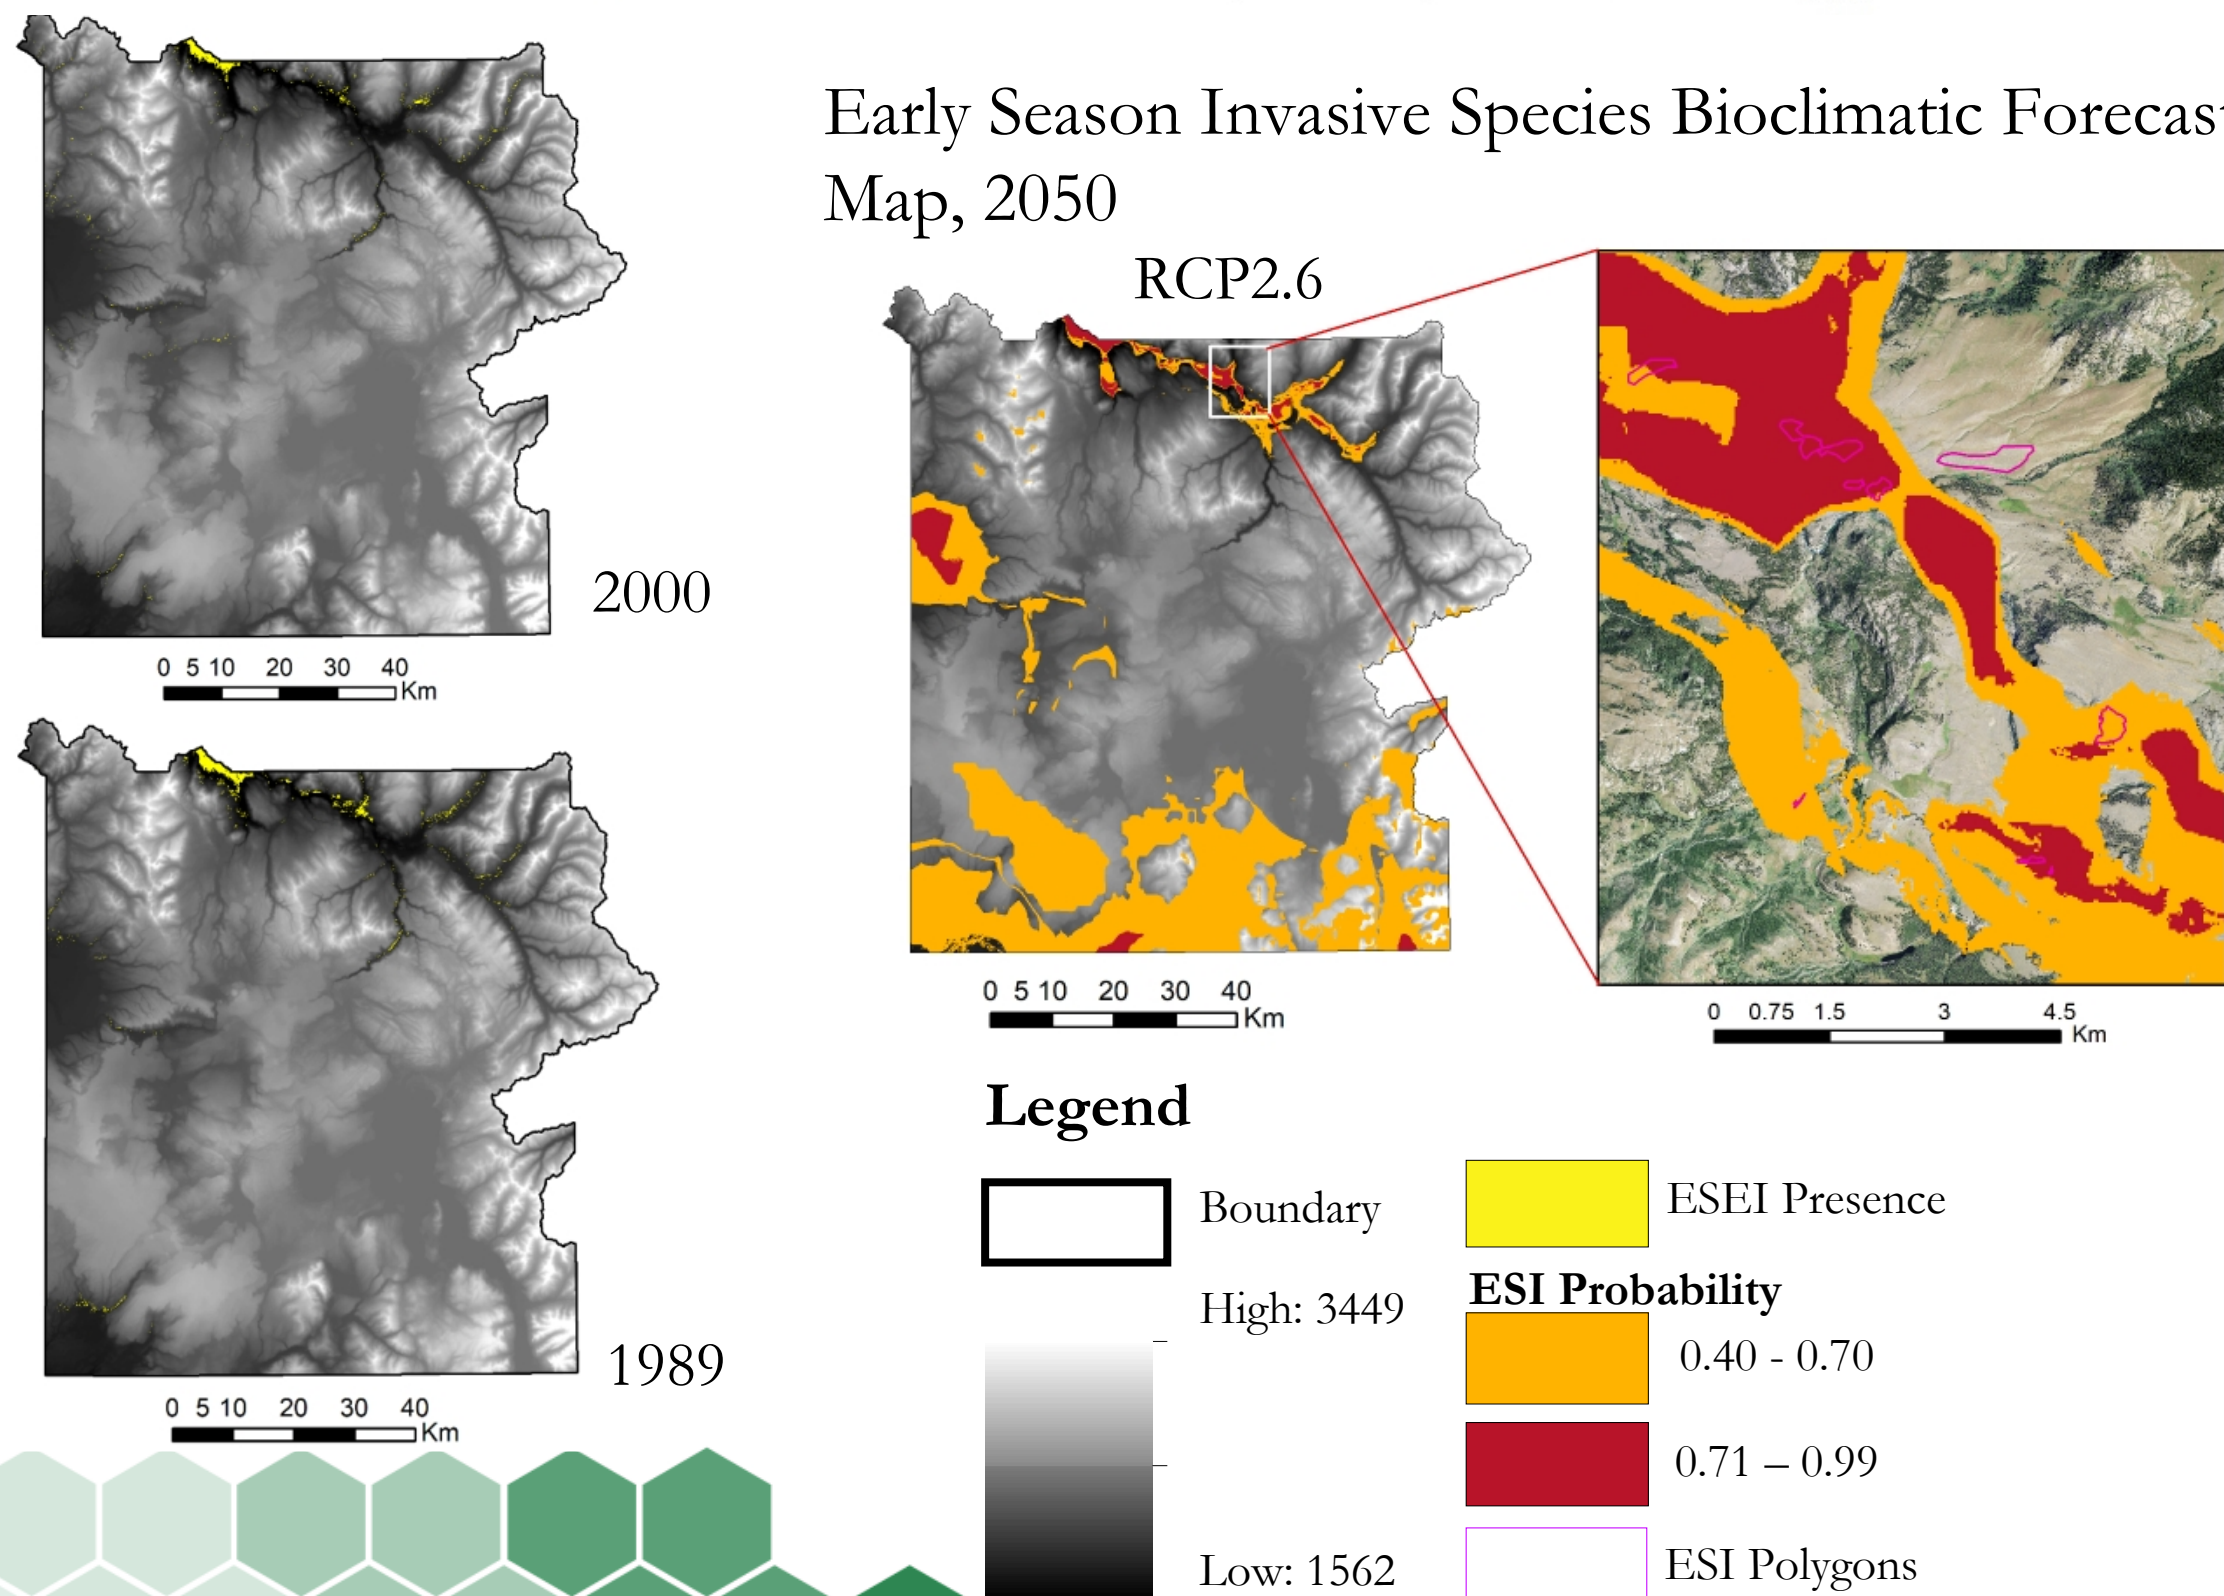 Early Season Invasive Species Bioclimatic Forecas
Map, 2050
RCP2.6
2000
0 5 10 20 30 40
Km
1989
0 5 10 20 30 40
Km
0 5 10 20 30 40
Km
0 0.75 1.5 3 4.5
Km
Legend
Boundary
High: 3449
Low: 1562
ESEI Presence
ESI Probability
0.40 - 0.70
0.71 – 0.99
ESI Polygons